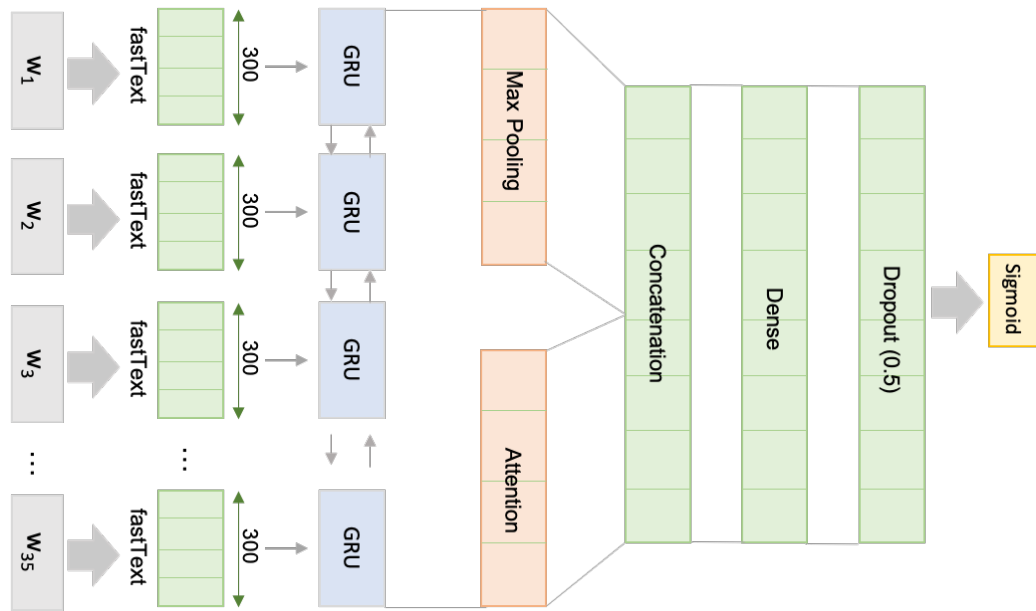 W1
fastText
300
GRU
W2
fastText
300
GRU
W3
fastText
300
GRU
...
...
W35
fastText
300
GRU
Max Pooling
Attention
Concatenation
Dense
Dropout (0.5)
Sigmoid